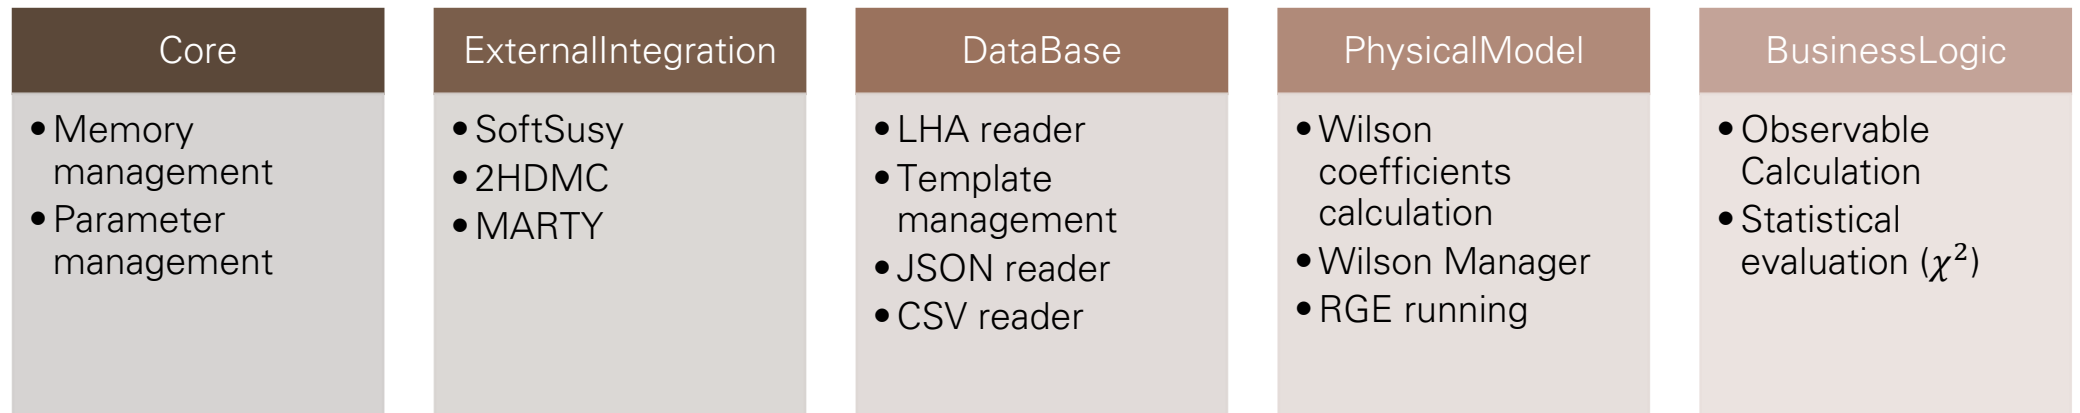 Core
• Memory
management
• Parameter
management
ExternalIntegration
• SoftSusy
• 2HDMC
• MARTY
DataBase
• LHA reader
• Template
management
• JSON reader
• CSV reader
PhysicalModel
• Wilson
coefficients
calculation
• Wilson Manager
• RGE running
BusinessLogic
• Observable
Calculation
• Statistical
evaluation (χ²)